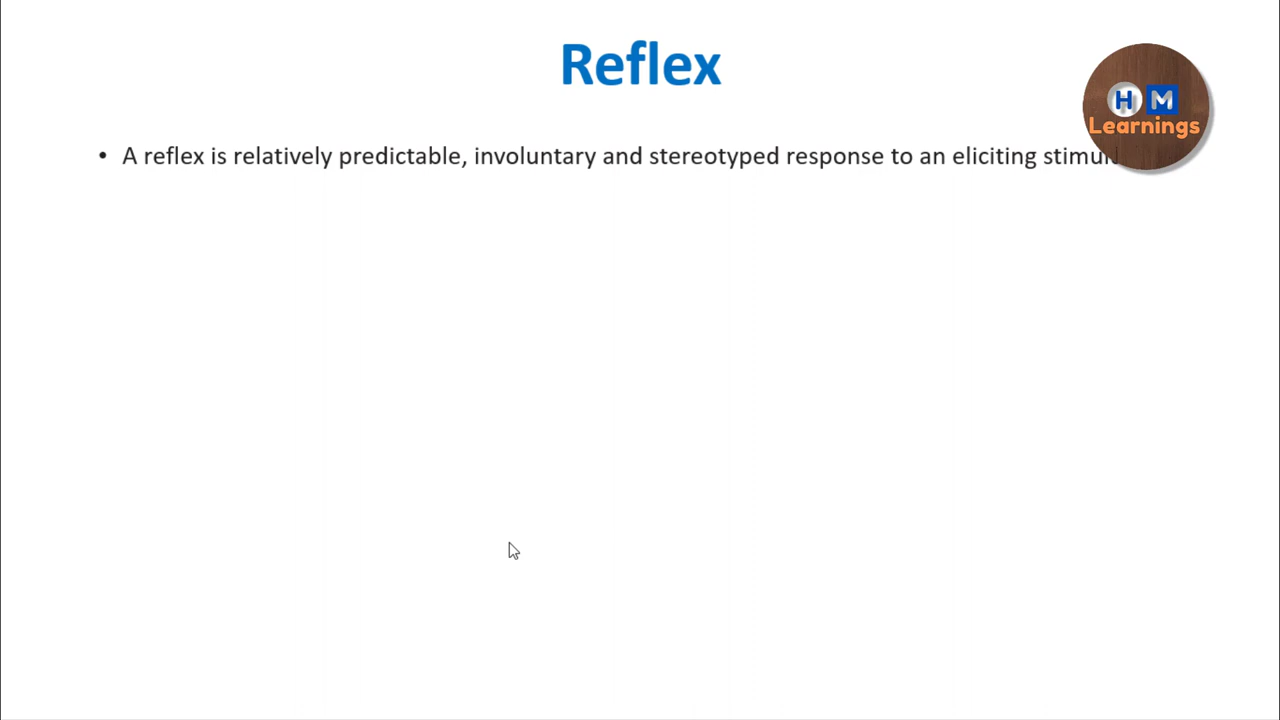 Reflex
H M
Learnings
• A reflex is relatively predictable, involuntary and stereotyped response to an eliciting